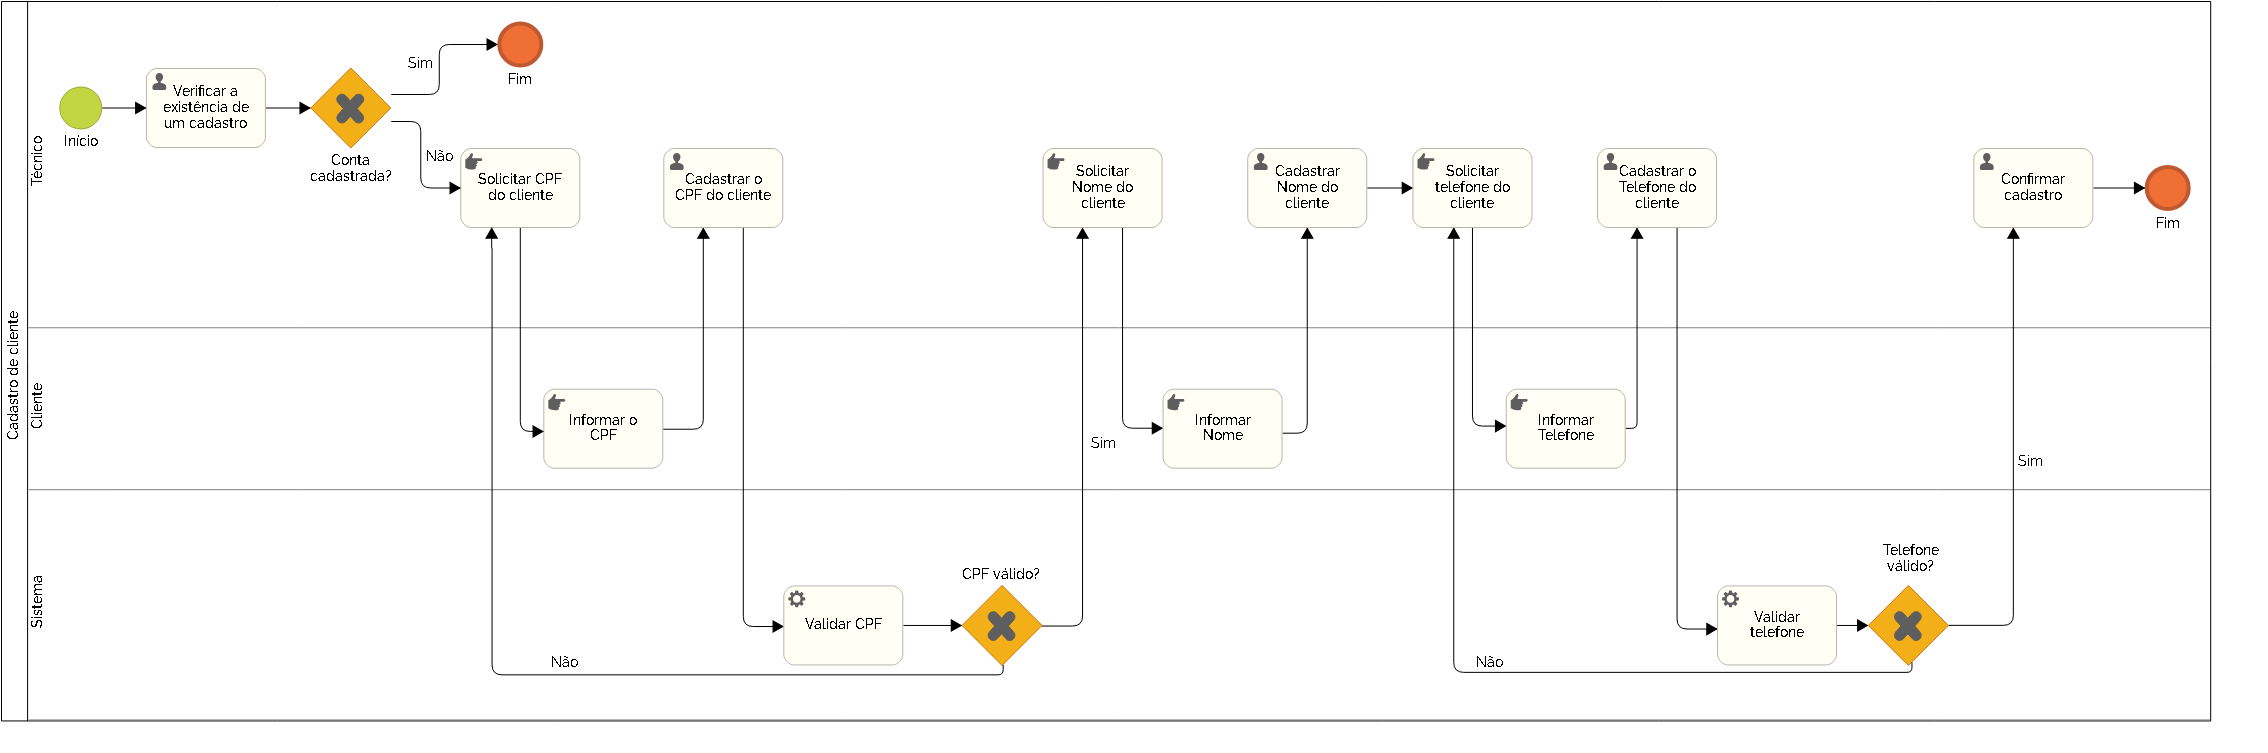 Cadastro de cliente
Técnico
Início
Verificar a
existência de
um cadastro
Conta
cadastrada?
Sim
Fim
Não
Solicitar CPF
do cliente
Cadastrar o
CPF do cliente
Solicitar
Nome do
cliente
Cadastrar
Nome do
cliente
Solicitar
telefone do
cliente
Cadastrar o
Telefone do
cliente
Confirmar
cadastro
Fim
Cliente
Informar o
CPF
Sim
Informar
Nome
Informar
Telefone
Sim
Sistema
Validar CPF
CPF válido?
Não
Validar
telefone
Telefone
válido?
Não